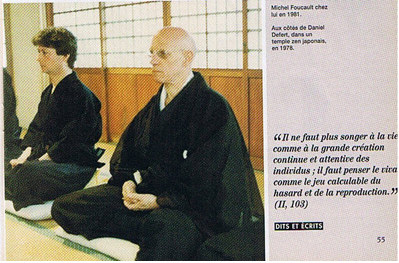 Michel Foucault chez
lui en 1981.
Aux côtés de Daniel
Defert, dans un
temple zen japonais,
en 1978.
“Il ne faut plus songer à la vie
comme à la grande création
continue et attentive des
individus ; il faut penser le viva
comme le jeu calculable du
hasard et de la reproduction.”
(II, 103)
DITS ET ÉCRITS
55